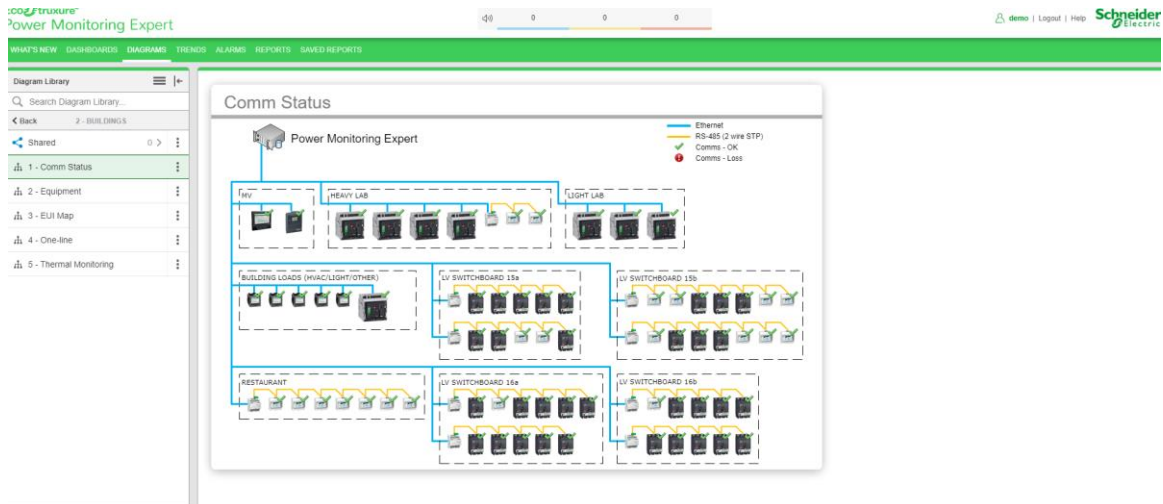 EcoStruxure™
Power Monitoring Expert
0 0 0
demo | Logout | Help
Schneider
Electric
WHAT'S NEW DASHBOARDS DIAGRAMS TRENDS ALARMS REPORTS SAVED REPORTS
Diagram Library
Search Diagram Library...
Back 2 - BUILDINGS
Shared 0
1 - Comm Status
2 - Equipment
3 - EUI Map
4 - One-line
5 - Thermal Monitoring
Comm Status
Power Monitoring Expert
Ethernet
RS-485 (2 wire STP)
Comms - OK
Comms - Loss
MV
HEAVY LAB
LIGHT LAB
BUILDING LOADS (HVAC/LIGHT/OTHER)
LV SWITCHBOARD 15a
LV SWITCHBOARD 15b
RESTAURANT
LV SWITCHBOARD 16a
LV SWITCHBOARD 16b